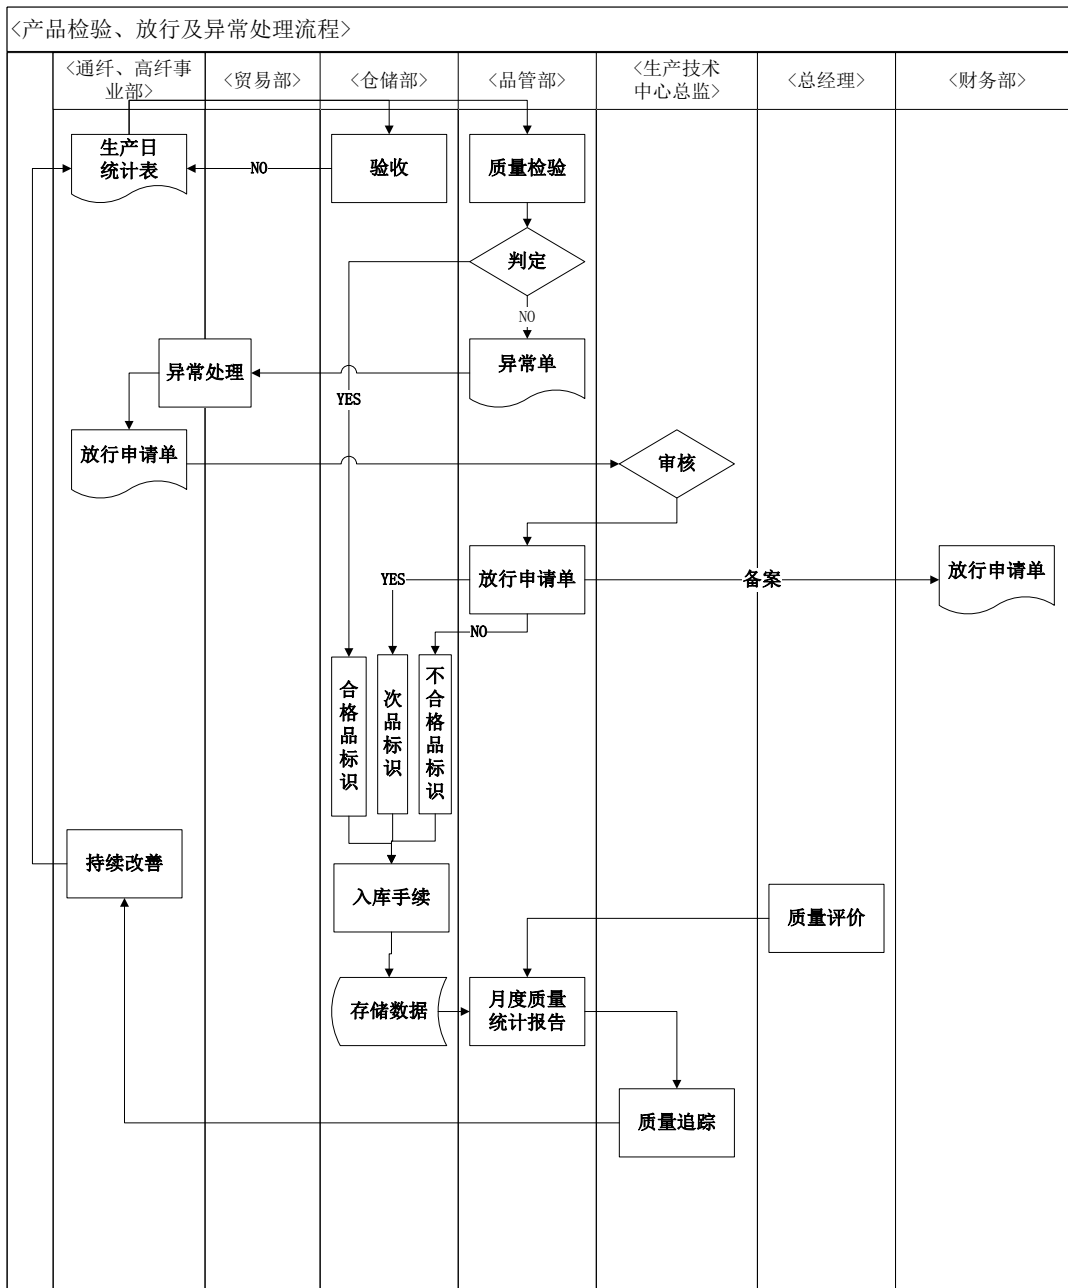 <产品检验、放行及异常处理流程>
<通纤、高纤事
业部>
<贸易部>
<仓储部>
<品管部>
<生产技术
中心总监>
<总经理>
<财务部>
生产日
统计表
NO
验收
质量检验
判定
NO
异常处理
异常单
YES
放行申请单
审核
YES
放行申请单
备案
放行申请单
NO
合格品标识
次品标识
不合格品标识
持续改善
入库手续
质量评价
存储数据
月度质量
统计报告
质量追踪